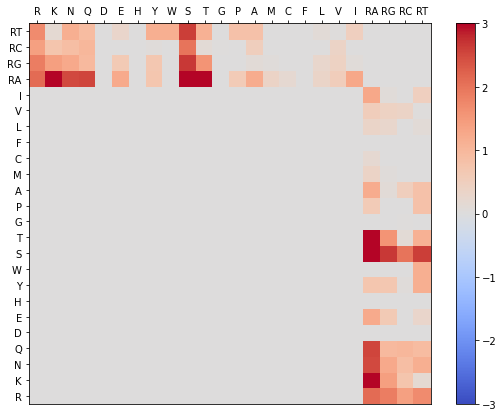 R K N Q D E H Y W S T G P A M C F L V I RA RG RC RT
RT
RC
RG
RA
I
V
L
F
C
M
A
P
G
T
S
W
Y
H
E
D
Q
N
K
R
3
2
1
0
−1
−2
−3